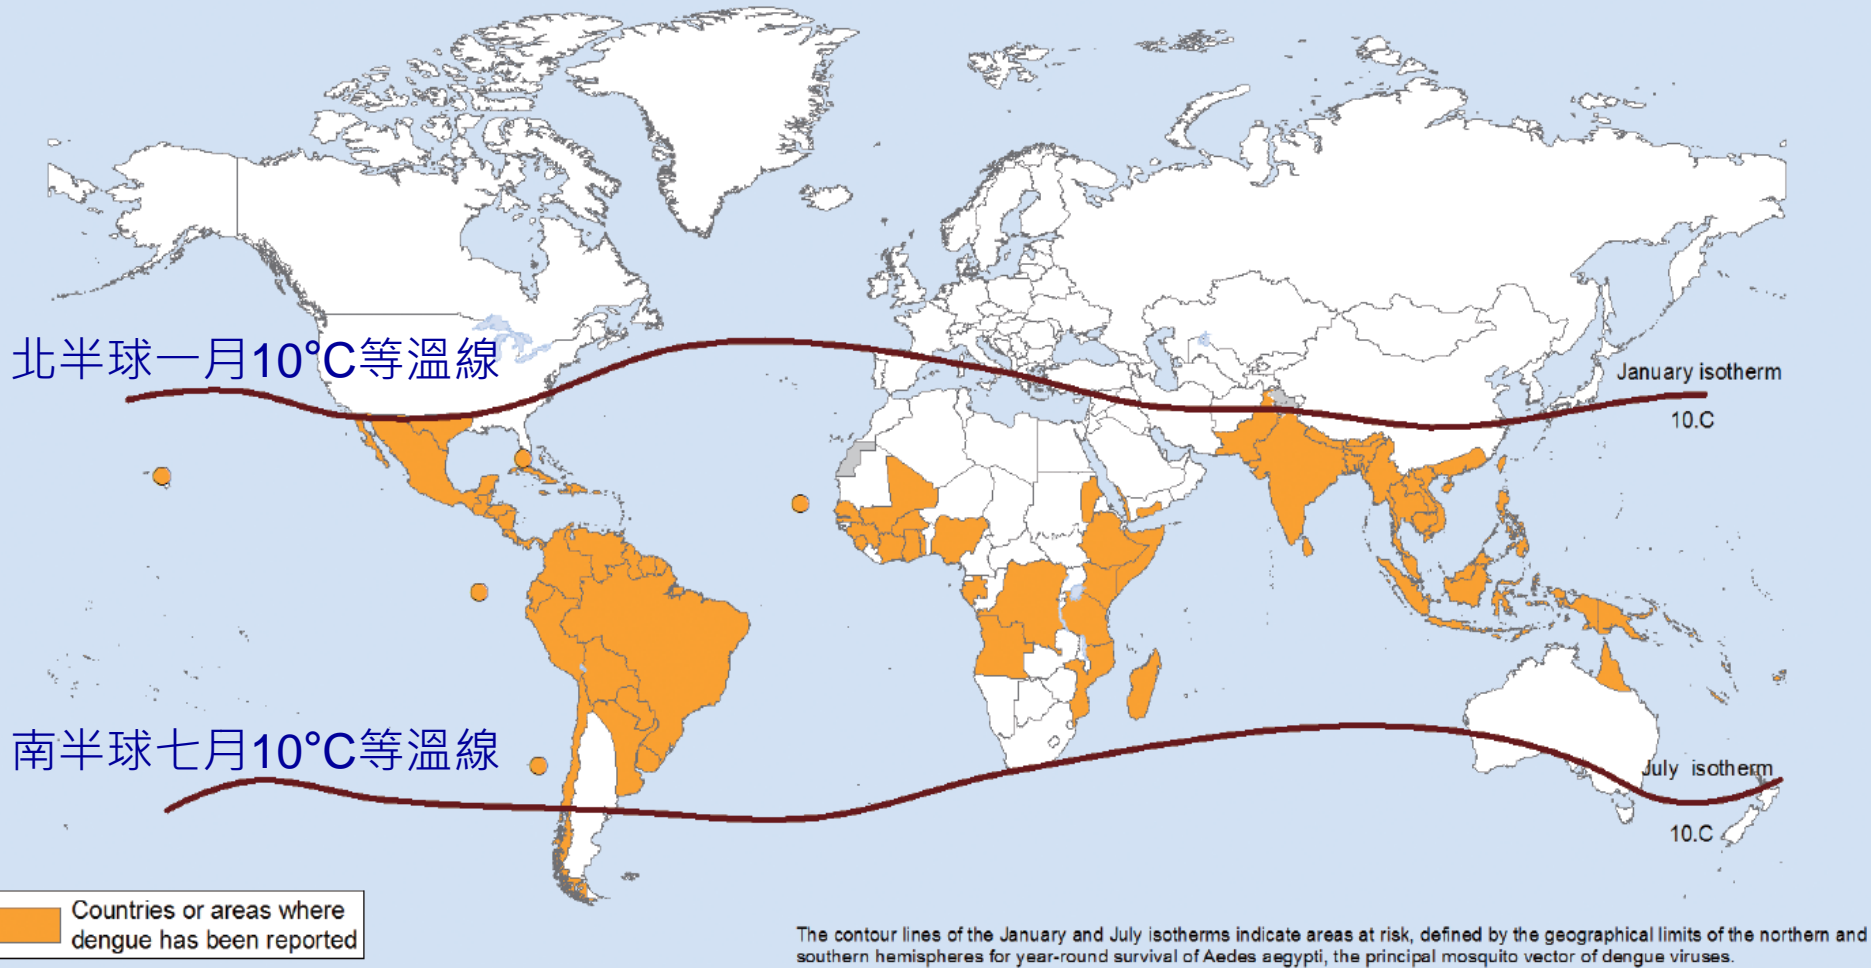 北半球一月10°C等溫線
January isotherm
10.C
南半球七月10°C等溫線
July isotherm
10.C
Countries or areas where
dengue has been reported
The contour lines of the January and July isotherms indicate areas at risk, defined by the geographical limits of the northern and
southern hemispheres for year-round survival of Aedes aegypti, the principal mosquito vector of dengue viruses.